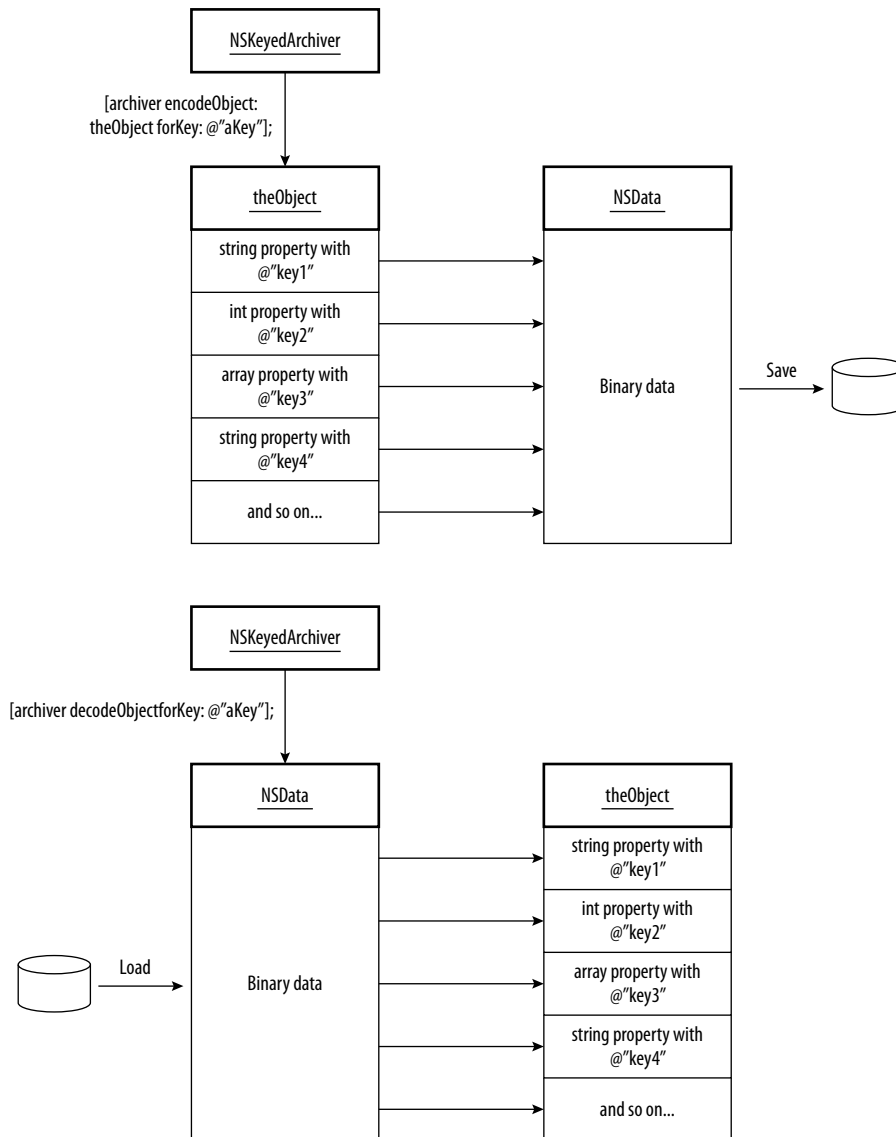 NSKeyedArchiver
[archiver encodeObject:
theObject forKey: @”aKey”];
theObject
NSData
string property with
@”key1”
int property with
@”key2”
array property with
@”key3”
string property with
@”key4”
and so on...
Binary data
Save
NSKeyedArchiver
[archiver decodeObjectforKey: @”aKey”];
NSData
theObject
Load
Binary data
string property with
@”key1”
int property with
@”key2”
array property with
@”key3”
string property with
@”key4”
and so on...